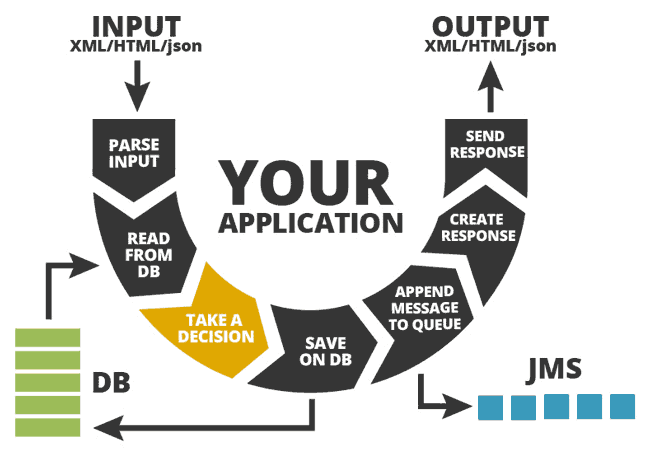 INPUT
XML/HTML/json
OUTPUT
XML/HTML/json
PARSE
INPUT
READ
FROM
DB
TAKE A
DECISION
SAVE
ON DB
APPEND
MESSAGE
TO QUEUE
CREATE
RESPONSE
SEND
RESPONSE
YOUR
APPLICATION
DB
JMS